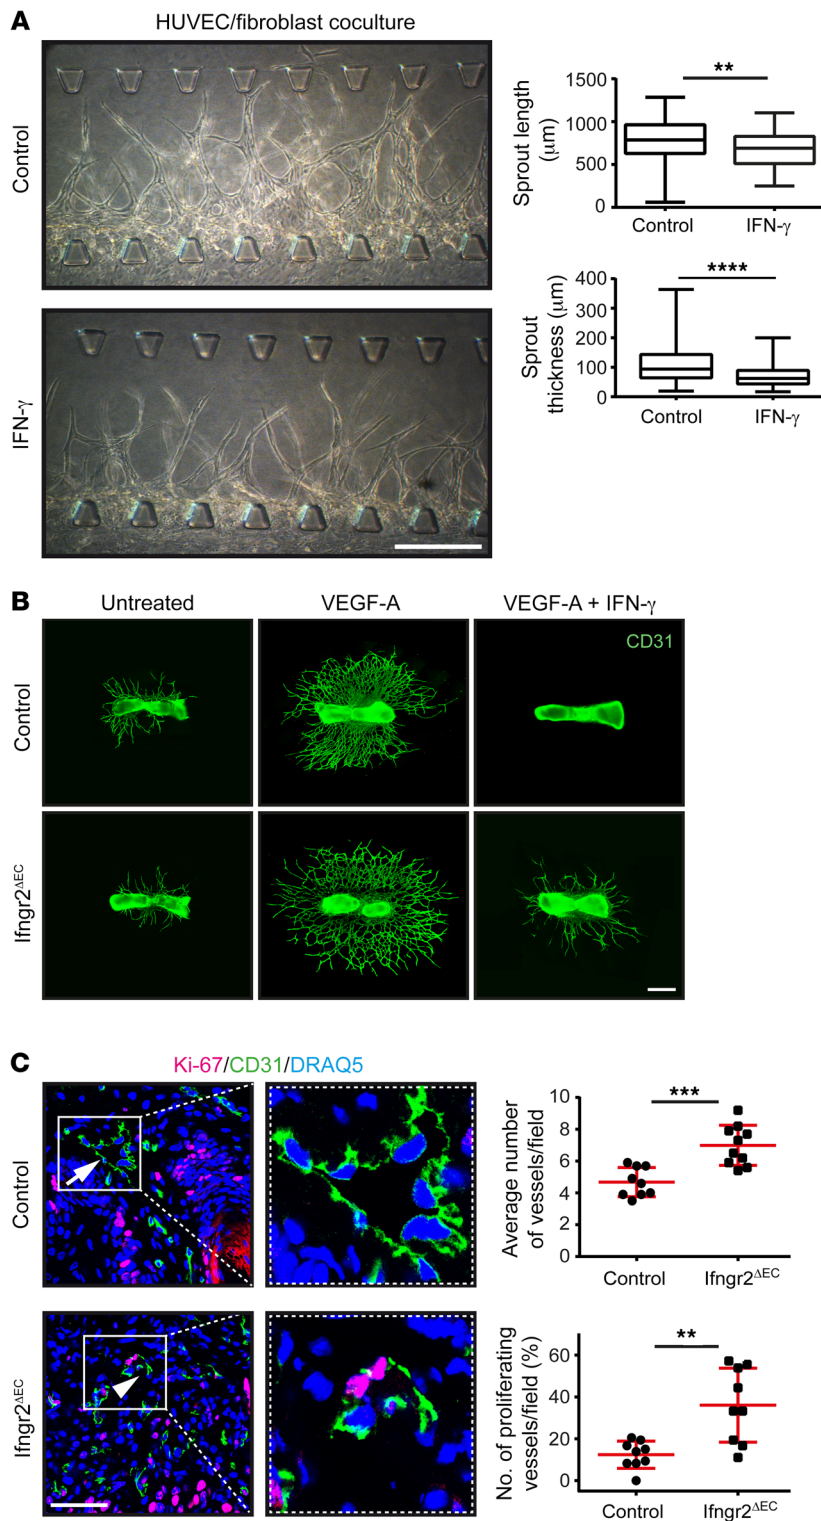 A
HUVEC/fibroblast coculture
Control
IFN-γ
Sprout length
(μm)
1500
1000
500
0
**
Control
IFN-γ
Sprout
thickness (μm)
400
300
200
100
0
****
Control
IFN-γ
B
Untreated
VEGF-A
VEGF-A + IFN-γ
CD31
Control
Ifngr2ΔEC
C
Ki-67/CD31/DRAQ5
Control
Ifngr2ΔEC
Average number
of vessels/field
10
8
6
4
2
0
***
Control
Ifngr2ΔEC
No. of proliferating
vessels/field (%)
60
40
20
0
**
Control
Ifngr2ΔEC